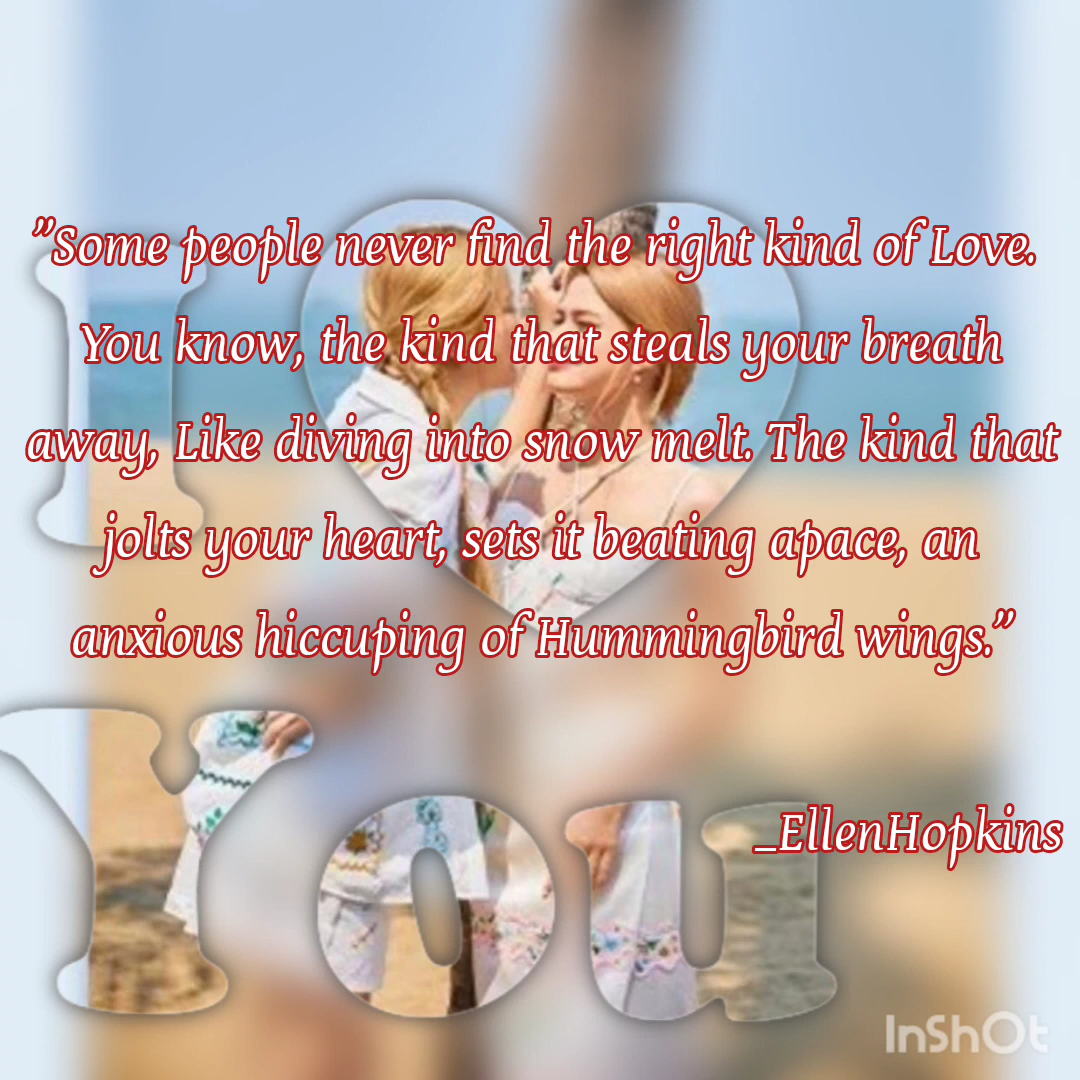 "Some people never find the right kind of Love.
You know, the kind that steals your breath
away, Like diving into snow melt. The kind that
jolts your heart, sets it beating apace, an
anxious hiccuping of Hummingbird wings."
I
You
_EllenHopkins
InShOt